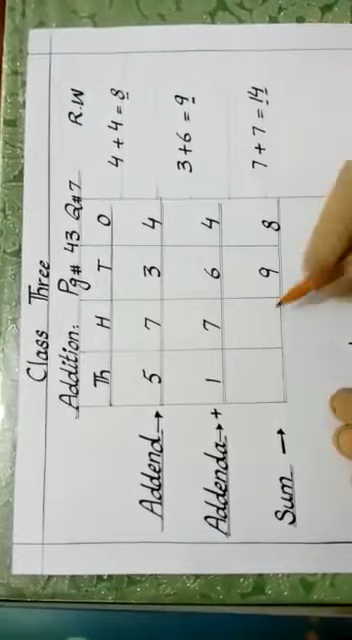 Class Three
Addition: Pg# 43 Q#7 R.W
Th H T O 4 + 4 = 8
Addend→ 5 7 3 4
3 + 6 = 9
Addenda→ + 1 7 6 4
7 + 7 = 14
Sum → 9 8